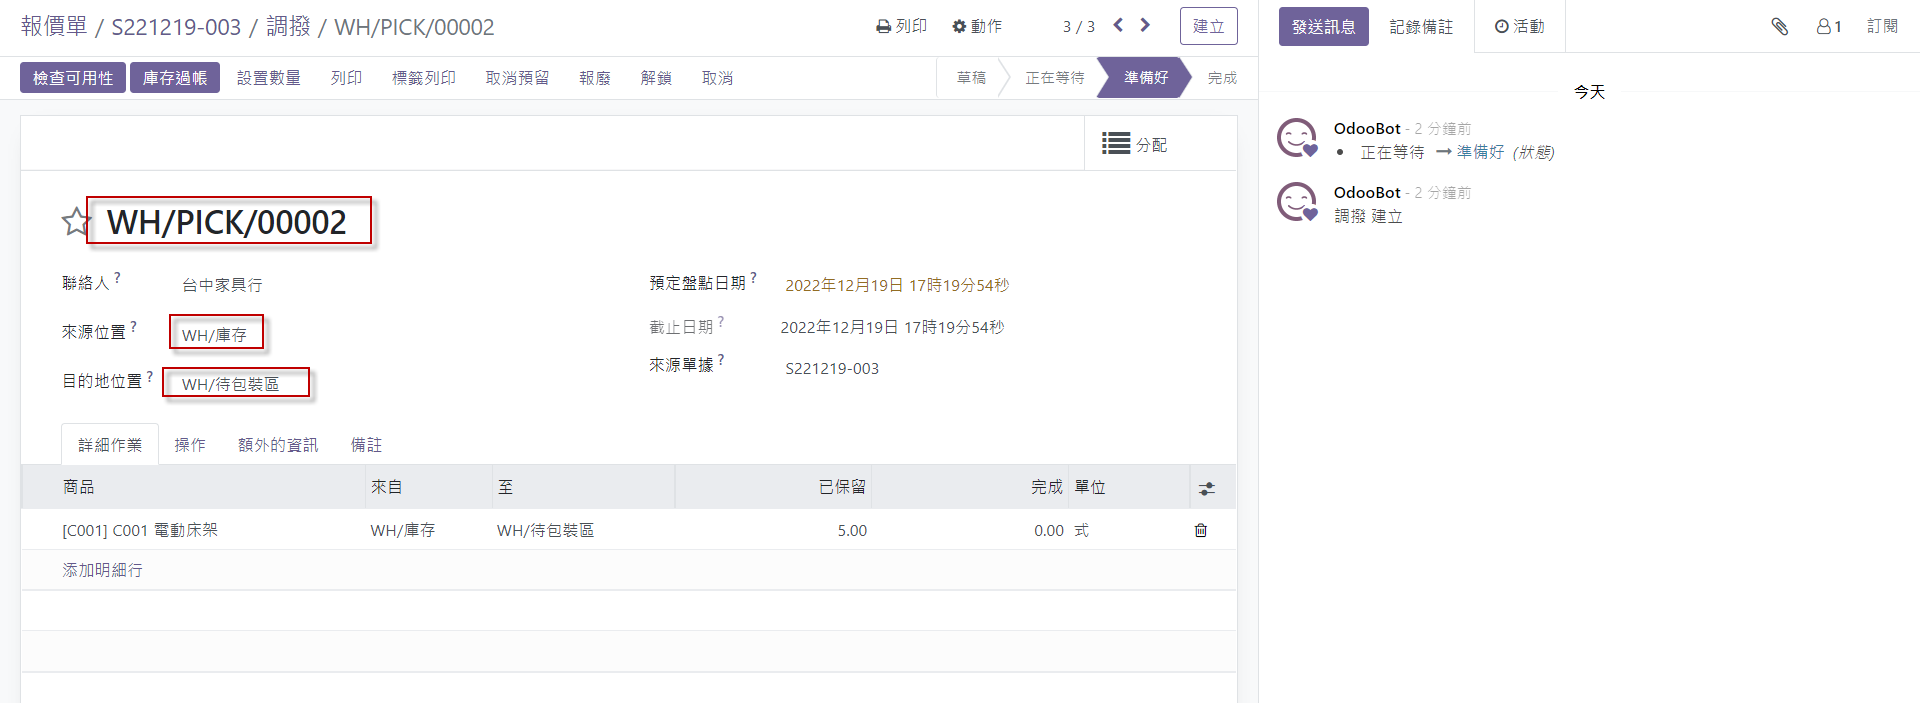 報價單 / S221219-003 / 調撥 / WH/PICK/00002
列印 動作 3 / 3 建立
檢查可用性 庫存過帳 設置數量 列印 標籤列印 取消預留 報廢 解鎖 取消
草稿 正在等待 準備好 完成
分配
WH/PICK/00002
聯絡人 ? 台中家具行
來源位置 ? WH/庫存
目的地位置 ? WH/待包裝區
預定盤點日期 ? 2022年12月19日 17時19分54秒
截止日期 ? 2022年12月19日 17時19分54秒
來源單據 ? S221219-003
詳細作業 操作 額外的資訊 備註
商品 來自 至 已保留 完成 單位
[C001] C001 電動床架 WH/庫存 WH/待包裝區 5.00 0.00 式
添加明細行
發送訊息 記錄備註 活動 1 訂閱
今天
OdooBot - 2 分鐘前
• 正在等待 → 準備好 (狀態)
OdooBot - 2 分鐘前
調撥 建立